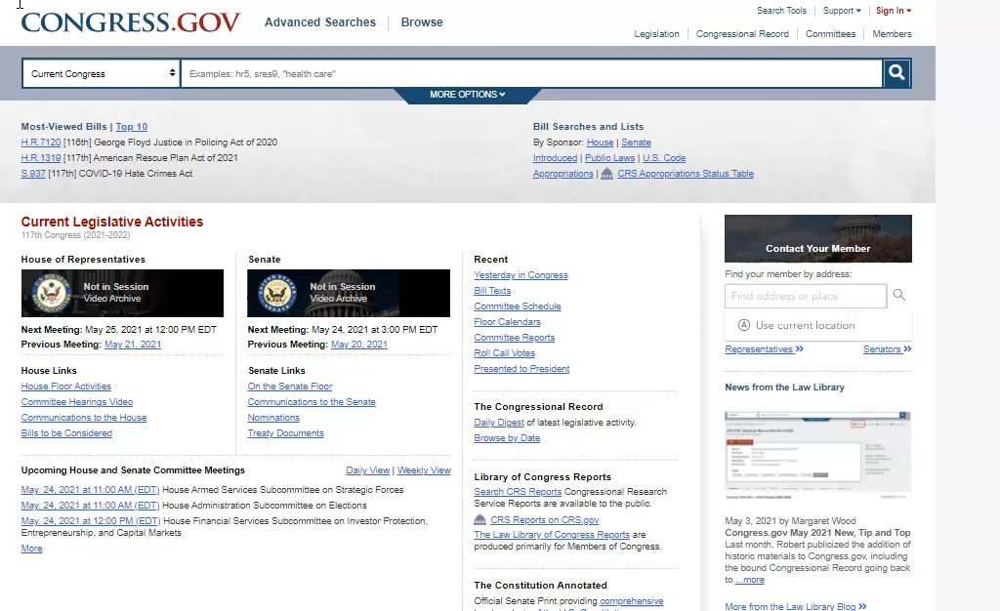 CONGRESS.GOV
Advanced Searches | Browse
Search Tools | Support | Sign In
Legislation | Congressional Record | Committees | Members
Current Congress
Examples: hr5, sres9, "health care"
MORE OPTIONS
Most-Viewed Bills | Top 10
H.R.7120 [116th] George Floyd Justice in Policing Act of 2020
H.R.1319 [117th] American Rescue Plan Act of 2021
S.937 [117th] COVID-19 Hate Crimes Act
Bill Searches and Lists
By Sponsor: House | Senate
Introduced | Public Laws | U.S. Code
Appropriations | CRS Appropriations Status Table
Current Legislative Activities
117th Congress (2021-2022)
House of Representatives
Not in Session
Video Archive
Next Meeting: May 25, 2021 at 12:00 PM EDT
Previous Meeting: May 21, 2021
House Links
House Floor Activities
Committee Hearings Video
Communications to the House
Bills to be Considered
Senate
Not in Session
Video Archive
Next Meeting: May 24, 2021 at 3:00 PM EDT
Previous Meeting: May 20, 2021
Senate Links
On the Senate Floor
Communications to the Senate
Nominations
Treaty Documents
Upcoming House and Senate Committee Meetings
Daily View | Weekly View
May. 24, 2021 at 11:00 AM (EDT) House Armed Services Subcommittee on Strategic Forces
May. 24, 2021 at 11:00 AM (EDT) House Administration Subcommittee on Elections
May. 24, 2021 at 12:00 PM (EDT) House Financial Services Subcommittee on Investor Protection,
Entrepreneurship, and Capital Markets
More
Recent
Yesterday in Congress
Bill Texts
Committee Schedule
Floor Calendars
Committee Reports
Roll Call Votes
Presented to President
The Congressional Record
Daily Digest of latest legislative activity.
Browse by Date
Library of Congress Reports
Search CRS Reports Congressional Research
Service Reports are available to the public.
CRS Reports on CRS.gov
The Law Library of Congress Reports are
produced primarily for Members of Congress.
The Constitution Annotated
Official Senate Print providing comprehensive
Contact Your Member
Find your member by address:
Find address or place
Use current location
Representatives »
Senators »
News from the Law Library
May 3, 2021 by Margaret Wood
Congress.gov May 2021 New, Tip and Top
Last month, Robert publicized the addition of
historic materials to Congress.gov, including
the bound Congressional Record going back
to ...more
More from the Law Library Blog »